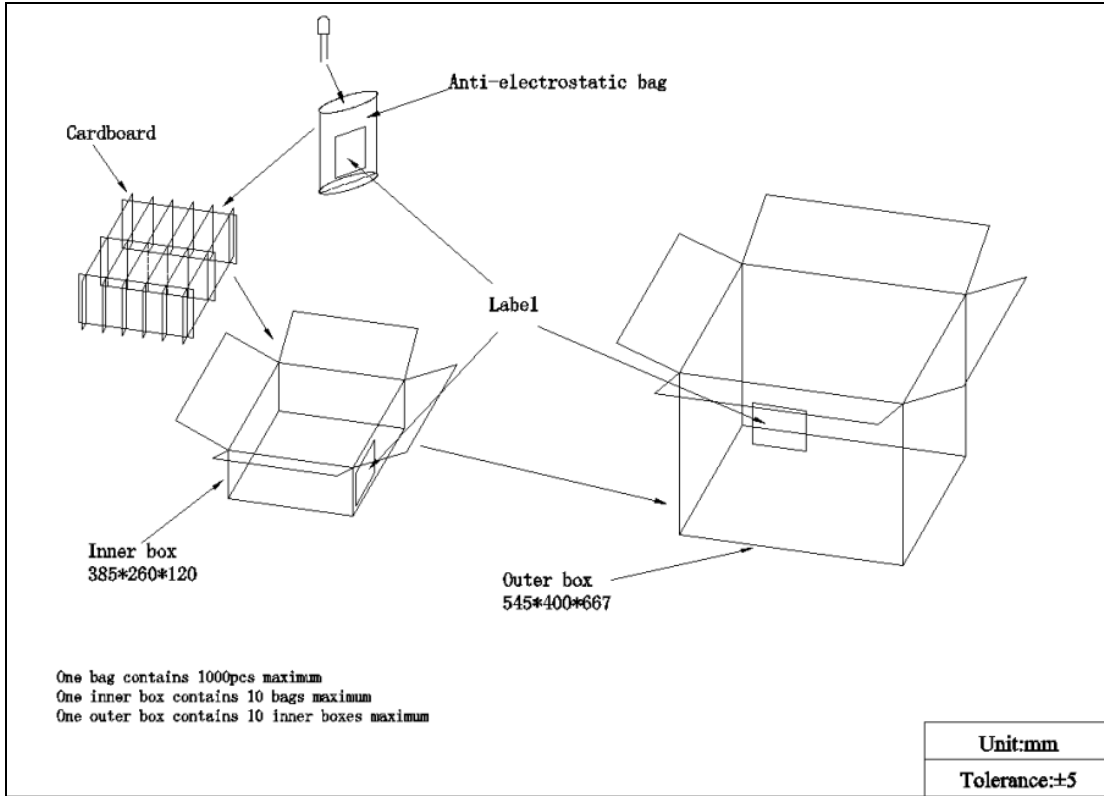 Anti-electrostatic bag
Cardboard
Label
Inner box
385*260*120
Outer box
545*400*667
One bag contains 1000pcs maximum
One inner box contains 10 bags maximum
One outer box contains 10 inner boxes maximum
Unit:mm
Tolerance:±5